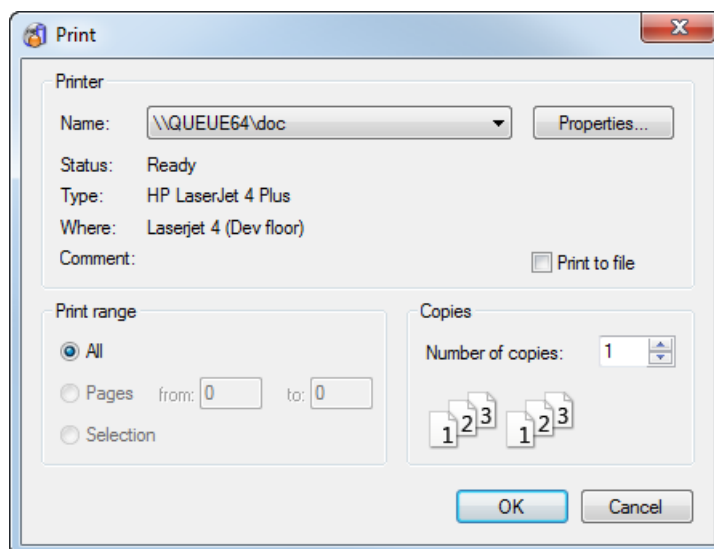 Print
Printer
Name: \\QUEUE64\doc Properties...
Status: Ready
Type: HP LaserJet 4 Plus
Where: Laserjet 4 (Dev floor)
Comment: Print to file
Print range
All
Pages from: 0 to: 0
Selection
Copies
Number of copies: 1
1 2 3 1 2 3
OK Cancel